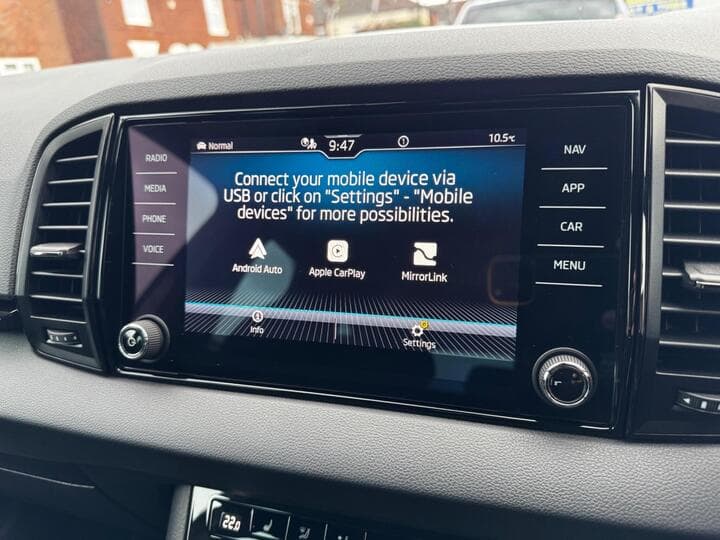 Normal
9:47
10.5°C
RADIO
MEDIA
PHONE
VOICE
Connect your mobile device via
USB or click on "Settings" - "Mobile
devices" for more possibilities.
Android Auto
Apple CarPlay
MirrorLink
Info
Settings
NAV
APP
CAR
MENU
22.0